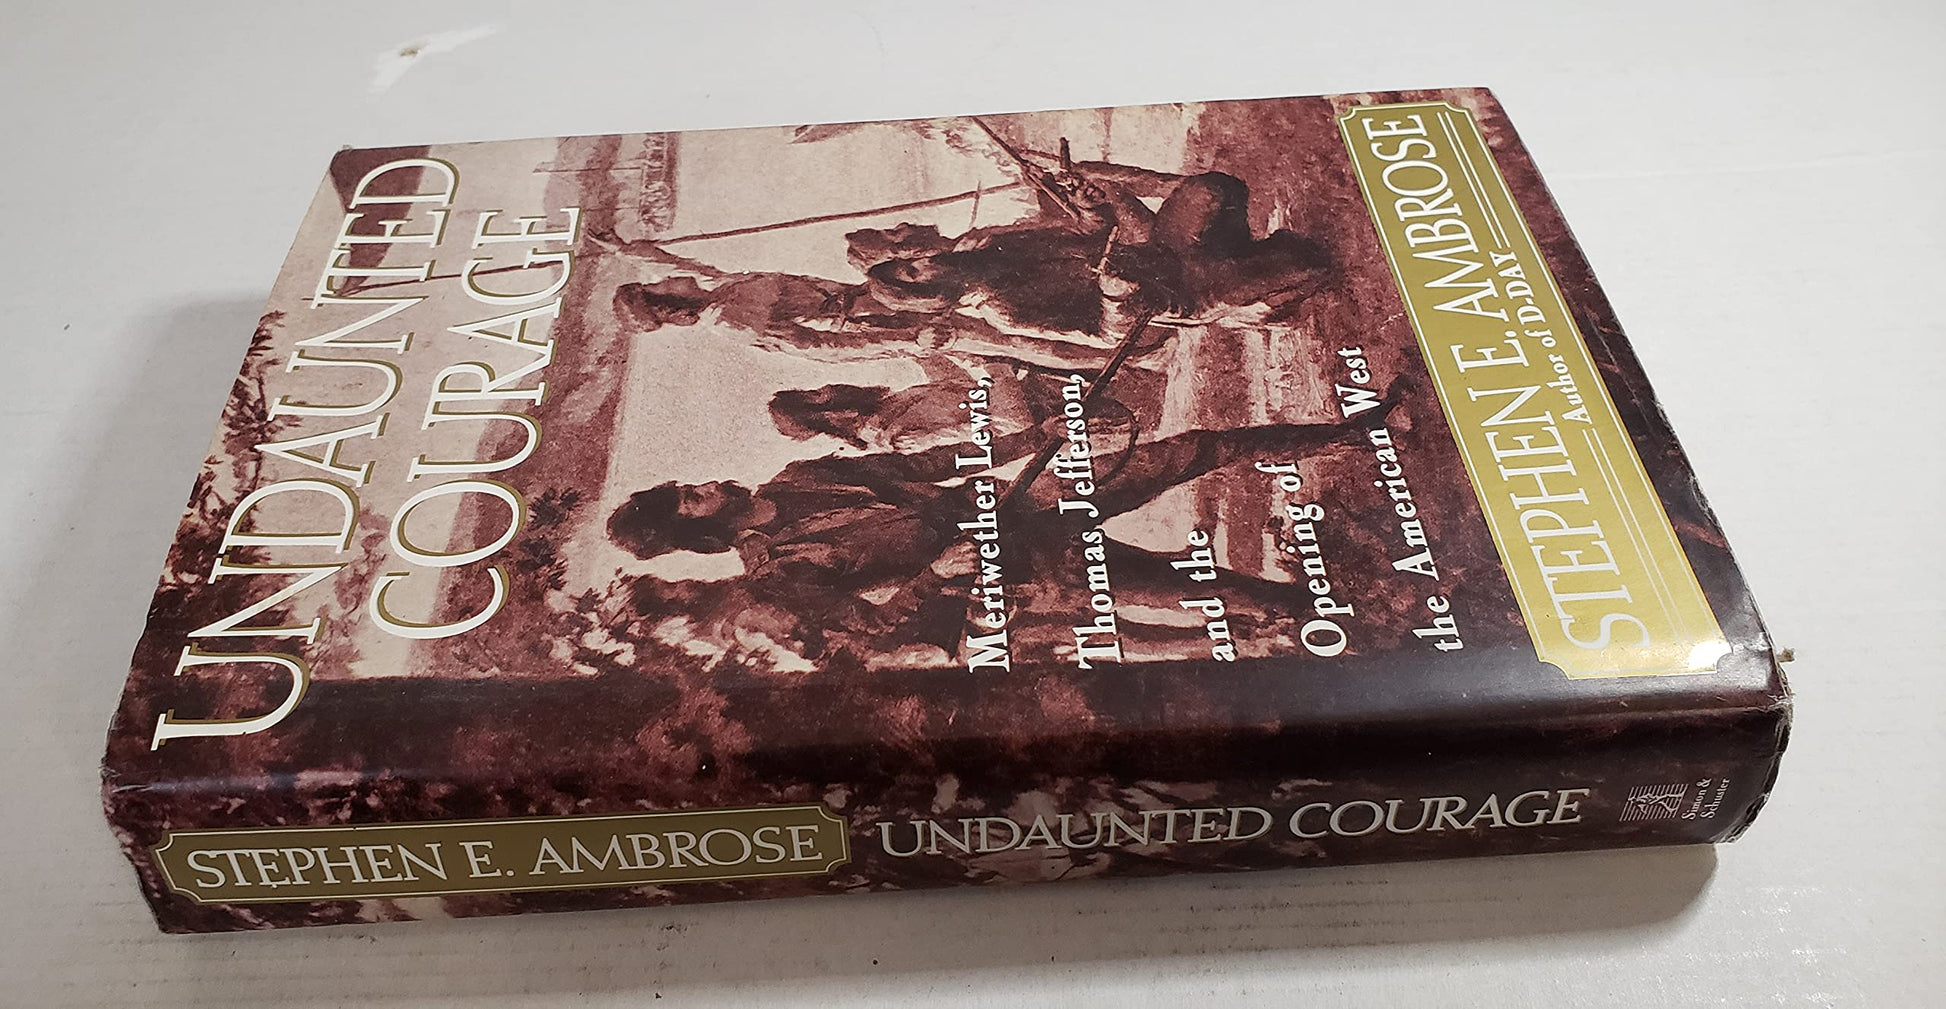 UNDAUNTED
COURAGE
Meriwether Lewis,
Thomas Jefferson,
and the
Opening of
the American West
STEPHEN E. AMBROSE
Author of D-DAY
STEPHEN E. AMBROSE
UNDAUNTED COURAGE
Simon &
Schuster